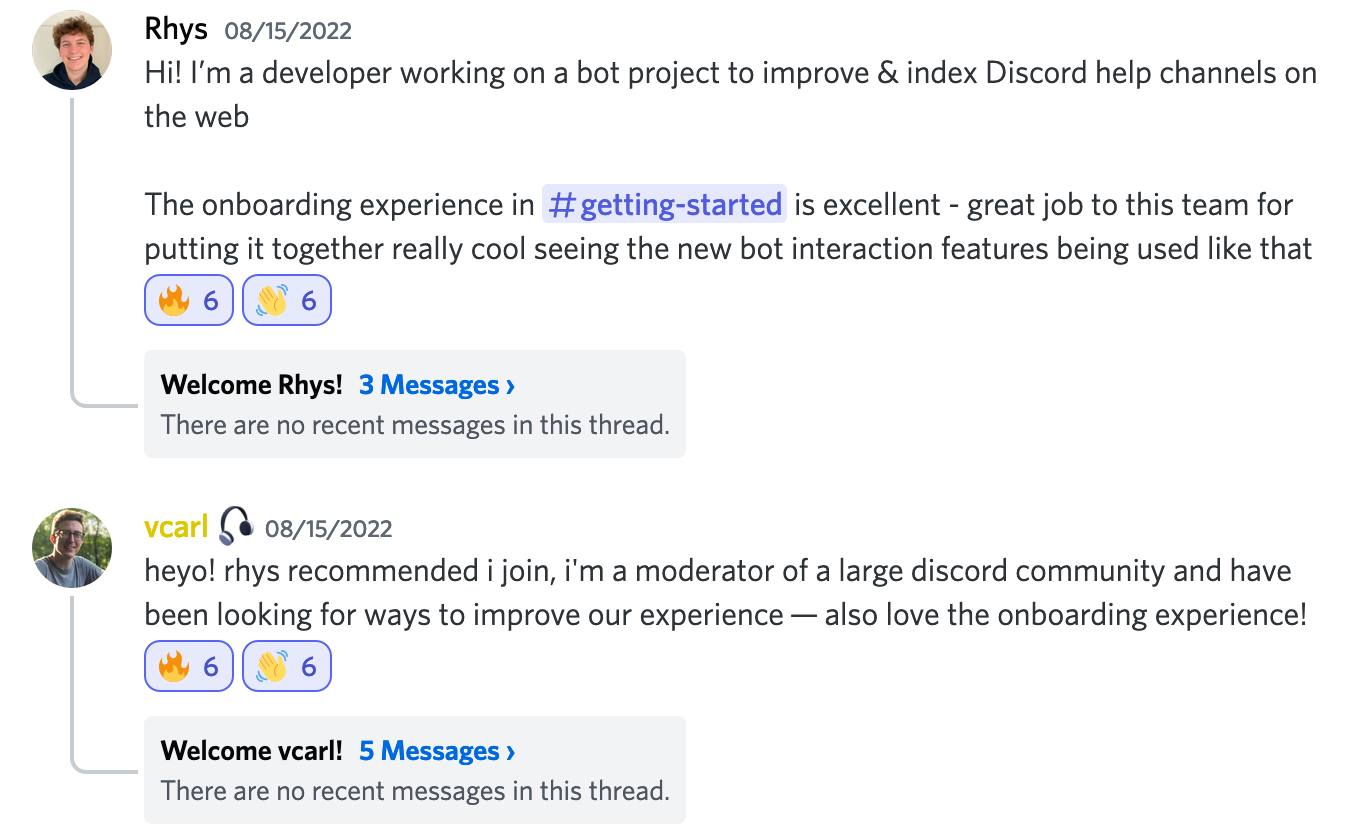 Rhys 08/15/2022
Hi! I’m a developer working on a bot project to improve & index Discord help channels on
the web
The onboarding experience in #getting-started is excellent - great job to this team for
putting it together really cool seeing the new bot interaction features being used like that
🔥 6 👋 6
Welcome Rhys! 3 Messages ›
There are no recent messages in this thread.
vcarl 08/15/2022
heyo! rhys recommended i join, i'm a moderator of a large discord community and have
been looking for ways to improve our experience — also love the onboarding experience!
🔥 6 👋 6
Welcome vcarl! 5 Messages ›
There are no recent messages in this thread.